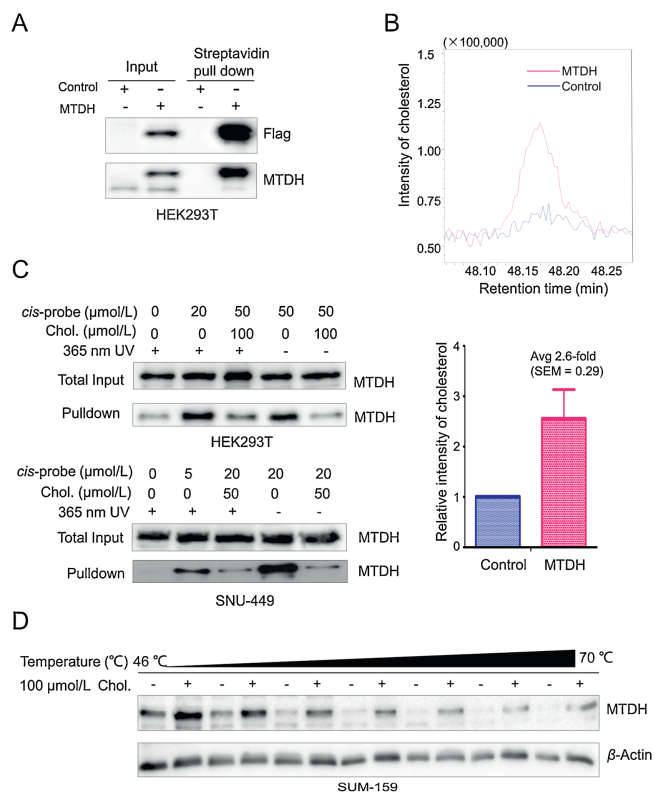 A
Input
Streptavidin
pull down
Control + - + -
MTDH - + - +
Flag
MTDH
HEK293T
B
(×100,000)
1.5
1.25
1.00
0.75
0.50
Intensity of cholesterol
MTDH
Control
48.10 48.15 48.20 48.25
Retention time (min)
C
cis-probe (μmol/L) 0 20 50 50 50
Chol. (μmol/L) 0 0 100 0 100
365 nm UV + + + - -
Total Input MTDH
Pulldown MTDH
HEK293T
cis-probe (μmol/L) 0 5 20 20 20
Chol. (μmol/L) 0 0 50 0 50
365 nm UV + + + - -
Total Input MTDH
Pulldown MTDH
SNU-449
Relative intensity of cholesterol
4
3
2
1
0
Avg 2.6-fold
(SEM = 0.29)
Control MTDH
D
Temperature (℃) 46 ℃ 70 ℃
100 μmol/L Chol. - + - + - + - + - + - + - +
MTDH
β-Actin
SUM-159